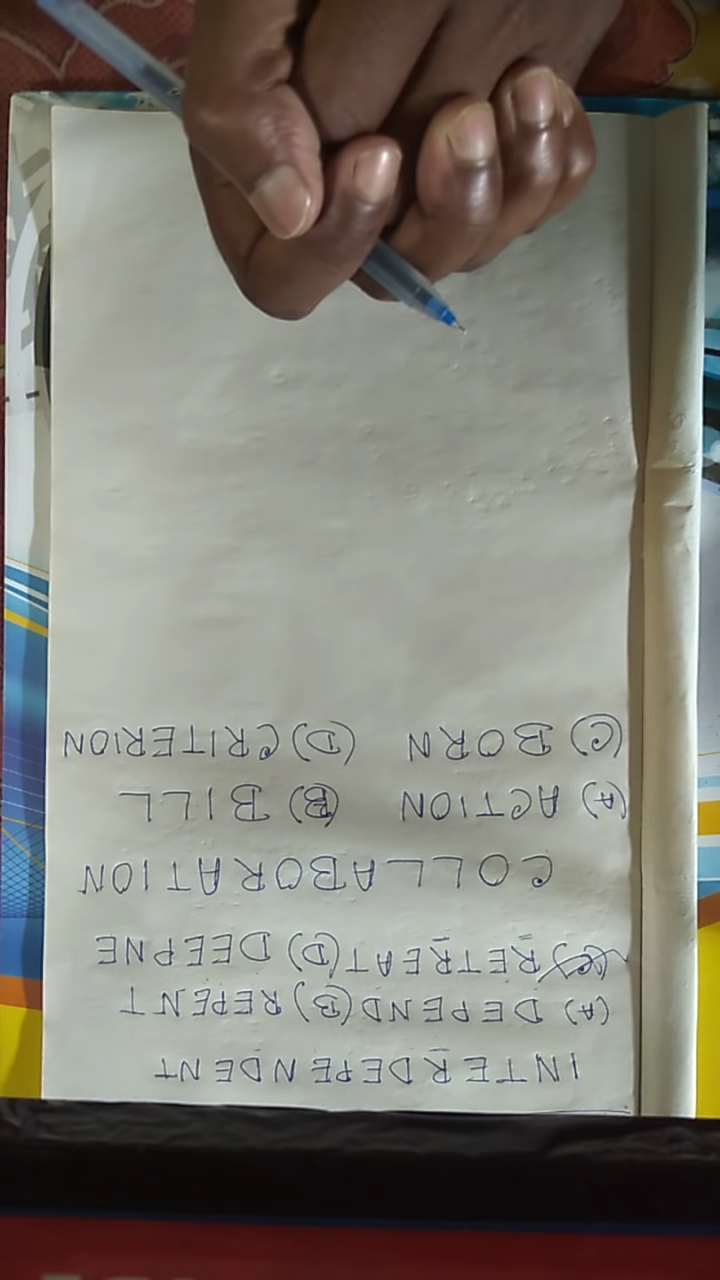 INTERDEPENDENT
(A) DEPEND (B) REPENT
(C) RETREAT (D) DEEPNE
COLLABORATION
(A) ACTION (B) BILL
(C) BORN (D) CRITERION